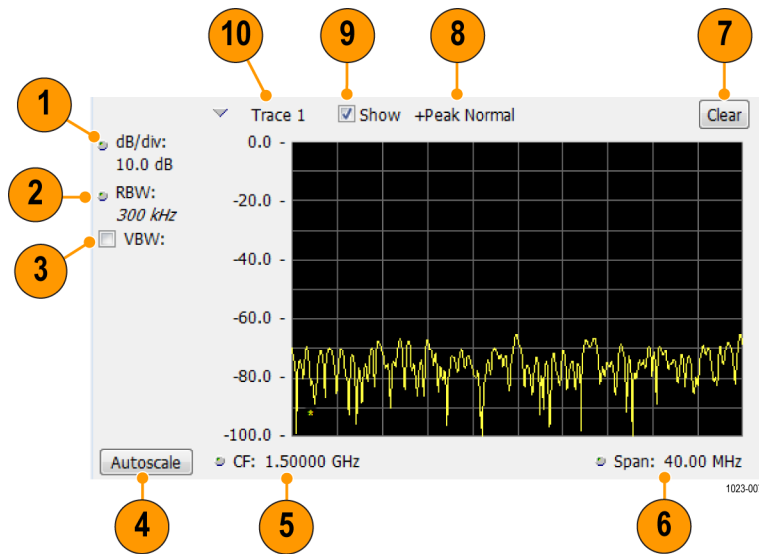 10
9
8
7
Trace 1
Show
+Peak Normal
Clear
1
dB/div:
10.0 dB
2
RBW:
300 kHz
3
VBW:
0.0 -
-20.0 -
-40.0 -
-60.0 -
-80.0 -
-100.0 -
*
Autoscale
CF: 1.50000 GHz
Span: 40.00 MHz
4
5
6